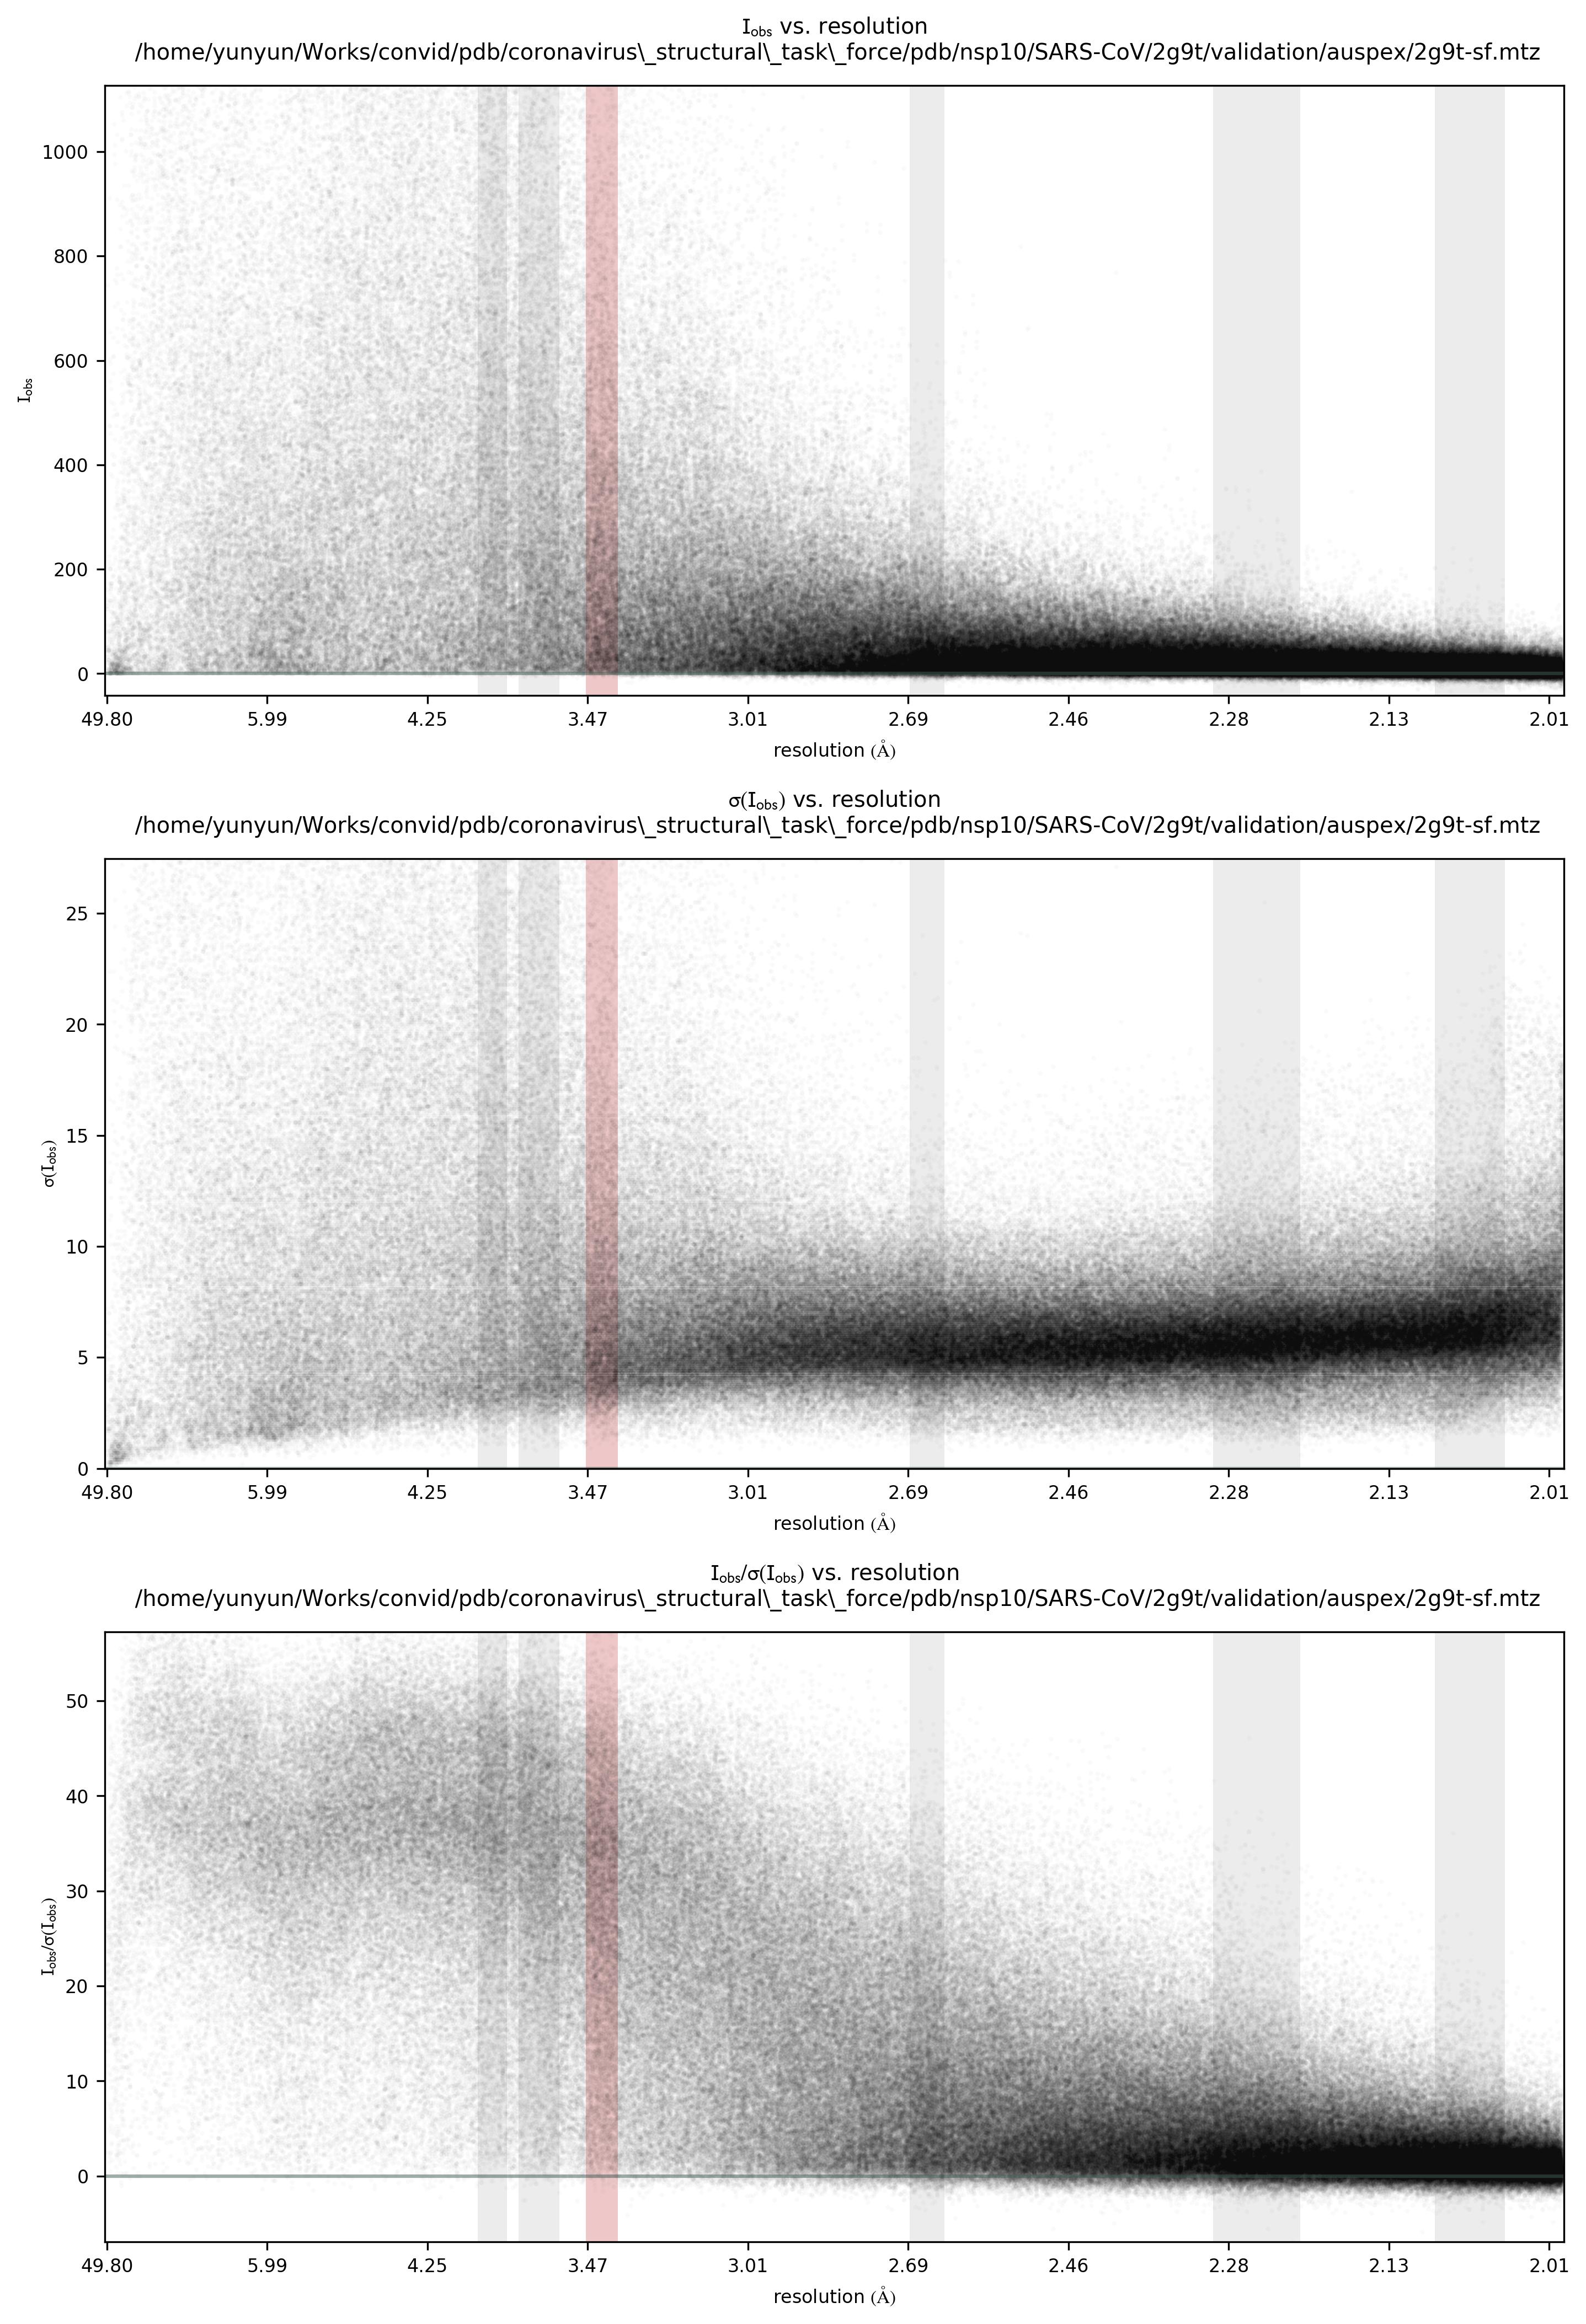 Iobs vs. resolution
/home/yunyun/Works/convid/pdb/coronavirus\_structural\_task\_force/pdb/nsp10/SARS-CoV/2g9t/validation/auspex/2g9t-sf.mtz
1000
800
600
400
200
0
Iobs
49.80 5.99 4.25 3.47 3.01 2.69 2.46 2.28 2.13 2.01
resolution (Å)
σ(Iobs) vs. resolution
/home/yunyun/Works/convid/pdb/coronavirus\_structural\_task\_force/pdb/nsp10/SARS-CoV/2g9t/validation/auspex/2g9t-sf.mtz
25
20
15
10
5
0
σ(Iobs)
49.80 5.99 4.25 3.47 3.01 2.69 2.46 2.28 2.13 2.01
resolution (Å)
Iobs/σ(Iobs) vs. resolution
/home/yunyun/Works/convid/pdb/coronavirus\_structural\_task\_force/pdb/nsp10/SARS-CoV/2g9t/validation/auspex/2g9t-sf.mtz
50
40
30
20
10
0
Iobs/σ(Iobs)
49.80 5.99 4.25 3.47 3.01 2.69 2.46 2.28 2.13 2.01
resolution (Å)